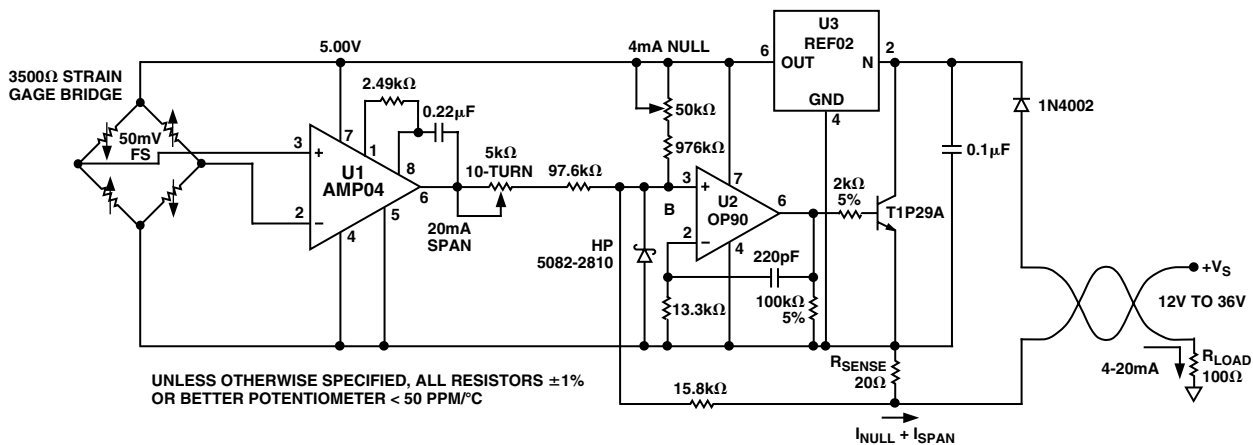 3500Ω STRAIN
GAGE BRIDGE
50mV
FS
5.00V
2.49kΩ
0.22μF
3
2
+
–
7
1
8
6
5
4
U1
AMP04
5kΩ
10-TURN
20mA
SPAN
97.6kΩ
4mA NULL
50kΩ
976kΩ
B
HP
5082-2810
3
2
+
–
7
6
4
U2
OP90
220pF
13.3kΩ
100kΩ
5%
6
2
4
U3
REF02
OUT
N
GND
2kΩ
5%
T1P29A
0.1μF
1N4002
+VS
12V TO 36V
4-20mA
RLOAD
100Ω
RSENSE
20Ω
15.8kΩ
INULL + ISPAN
UNLESS OTHERWISE SPECIFIED, ALL RESISTORS ±1%
OR BETTER POTENTIOMETER < 50 PPM/°C